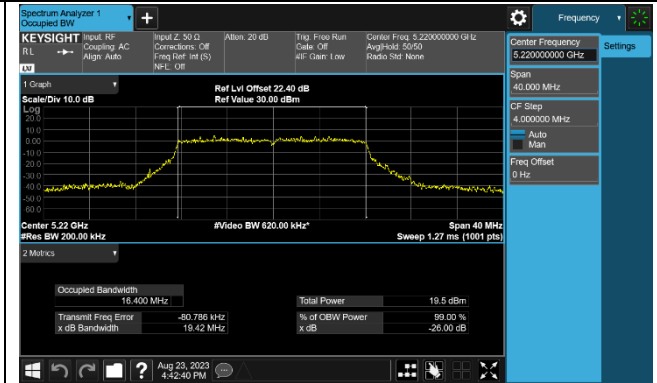 Spectrum Analyzer 1
Occupied BW
+
Frequency
KEYSIGHT
RL
LXI
Input: RF
Coupling: AC
Align: Auto
Input Z: 50 Ω
Corrections: Off
Freq Ref: Int (S)
NFE: Off
Atten: 20 dB
Trig: Free Run
Gate: Off
#IF Gain: Low
Center Freq: 5.220000000 GHz
Avg|Hold: 50/50
Radio Std: None
Center Frequency
5.220000000 GHz
Settings
Span
40.000 MHz
CF Step
4.000000 MHz
Auto
Man
Freq Offset
0 Hz
1 Graph
Scale/Div 10.0 dB
Ref Lvl Offset 22.40 dB
Ref Value 30.00 dBm
Log
20.0
10.0
0.00
-10.0
-20.0
-30.0
-40.0
-50.0
-60.0
Center 5.22 GHz
#Res BW 200.00 kHz
#Video BW 620.00 kHz*
Span 40 MHz
Sweep 1.27 ms (1001 pts)
2 Metrics
Occupied Bandwidth
16.400 MHz
Total Power 19.5 dBm
Transmit Freq Error -80.786 kHz
% of OBW Power 99.00 %
x dB Bandwidth 19.42 MHz
x dB -26.00 dB
?
Aug 23, 2023
4:42:40 PM